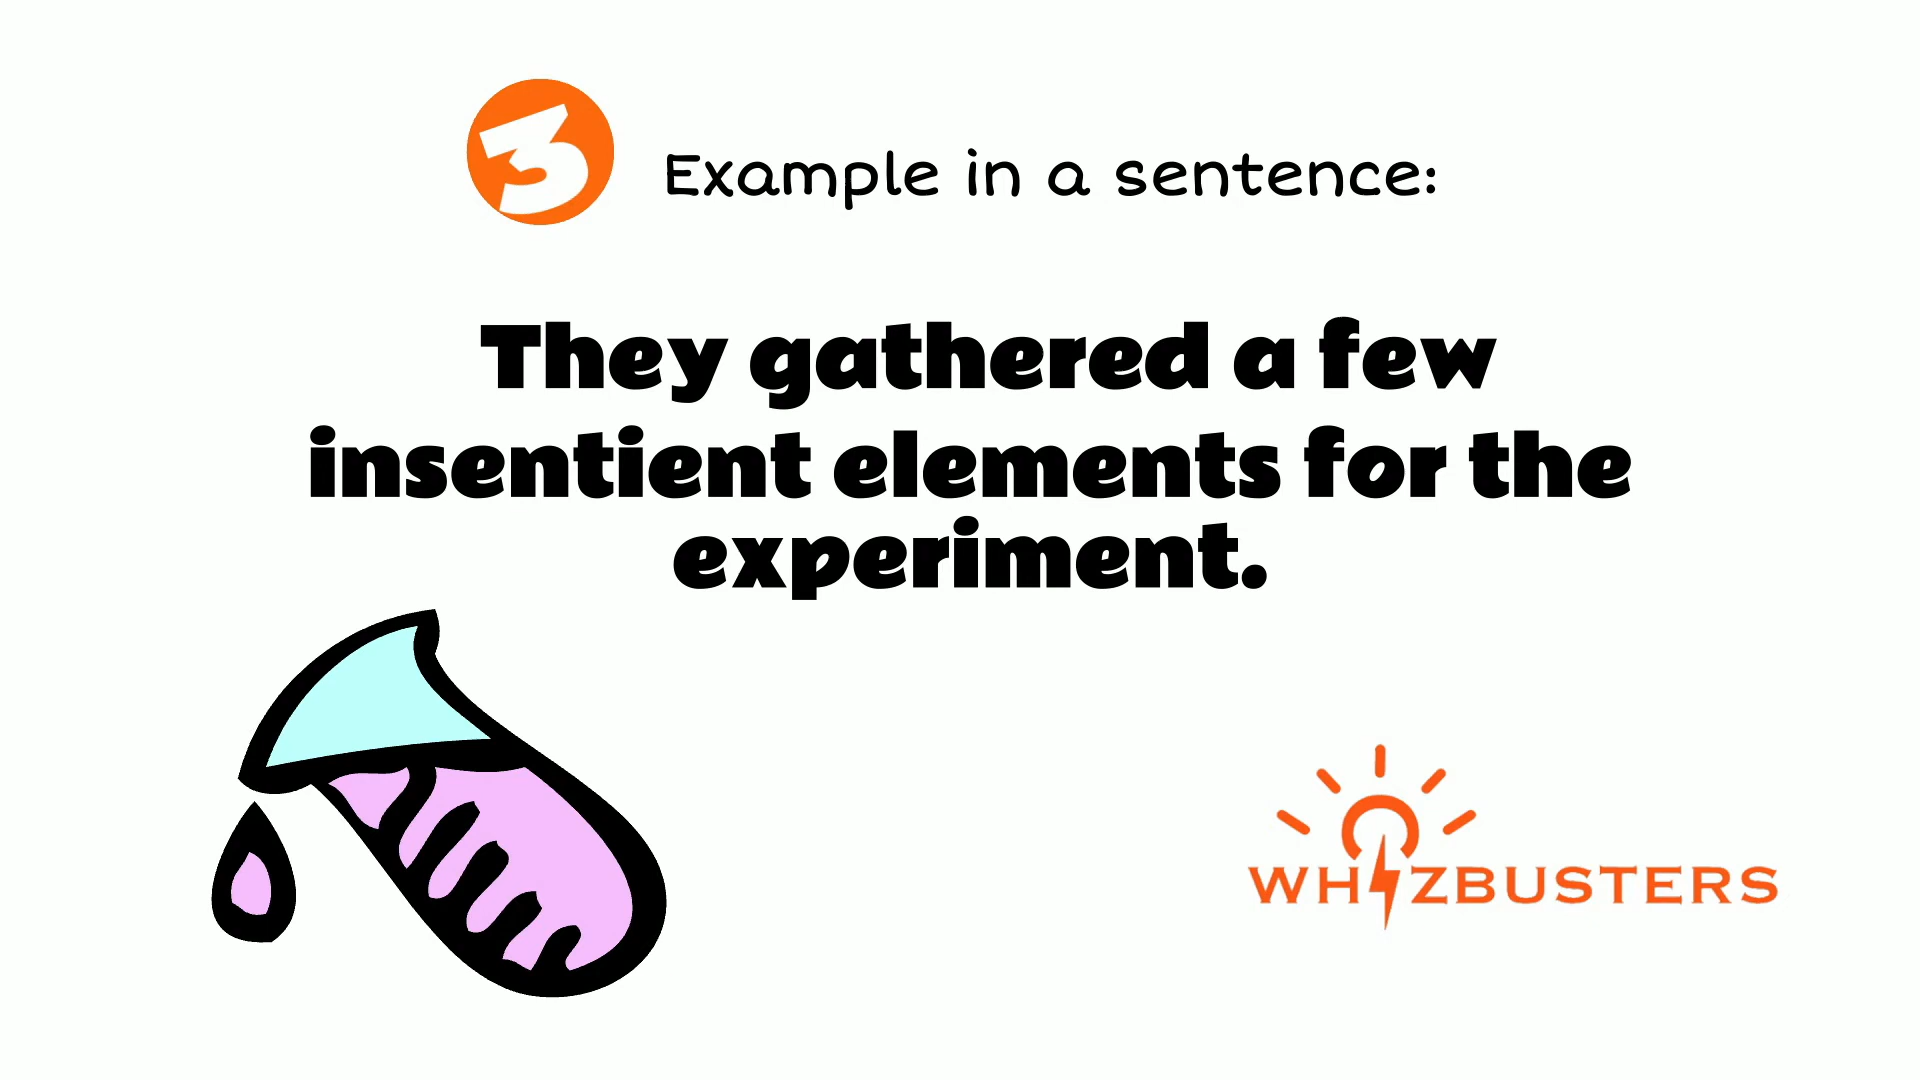 3
Example in a sentence:
They gathered a few
insentient elements for the
experiment.
WHIZBUSTERS